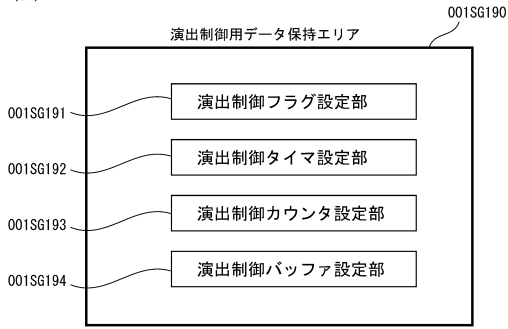 001SG190
演出制御用データ保持エリア
001SG191
演出制御フラグ設定部
001SG192
演出制御タイマ設定部
001SG193
演出制御カウンタ設定部
001SG194
演出制御バッファ設定部